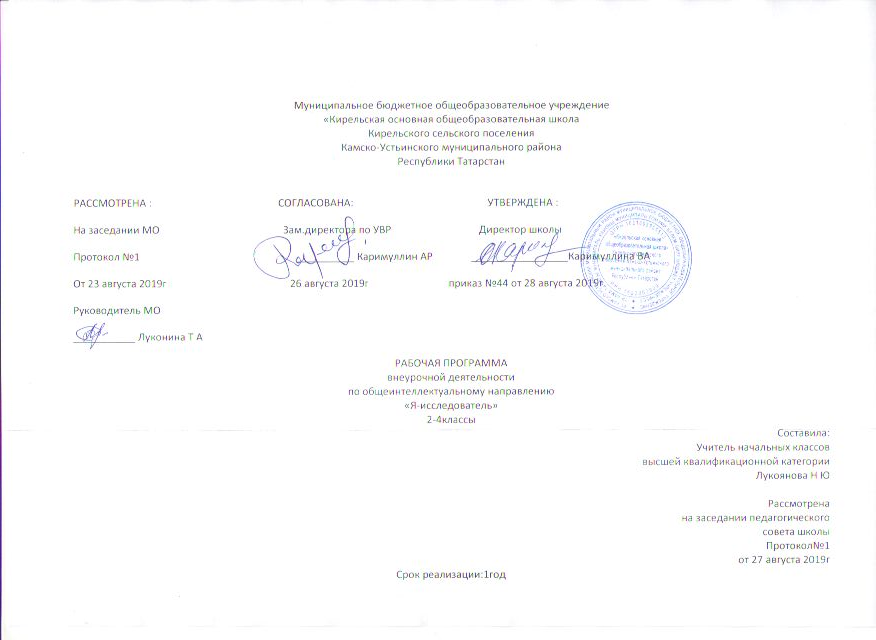 Муниципальное бюджетное общеобразовательное учреждение
«Кирельская основная общеобразовательная школа
Кирельского сельского поселения
Камско-Устьинского муниципального района
Республики Татарстан
РАССМОТРЕНА : СОГЛАСОВАНА: УТВЕРЖДЕНА :
На заседании МО Зам.директора по УВР Директор школы
Протокол №1 Каримуллин АР Каримуллина ВА
От 23 августа 2019г 26 августа 2019г приказ №44 от 28 августа 2019г.
Руководитель МО
Луконина Т А
РАБОЧАЯ ПРОГРАММА
внеурочной деятельности
по общеинтеллектуальному направлению
«Я-исследователь»
2-4классы
Составила:
Учитель начальных классов
высшей квалификационной категории
Лукоянова Н Ю
Рассмотрена
на заседании педагогического
совета школы
Протокол№1
от 27 августа 2019г
Срок реализации:1год